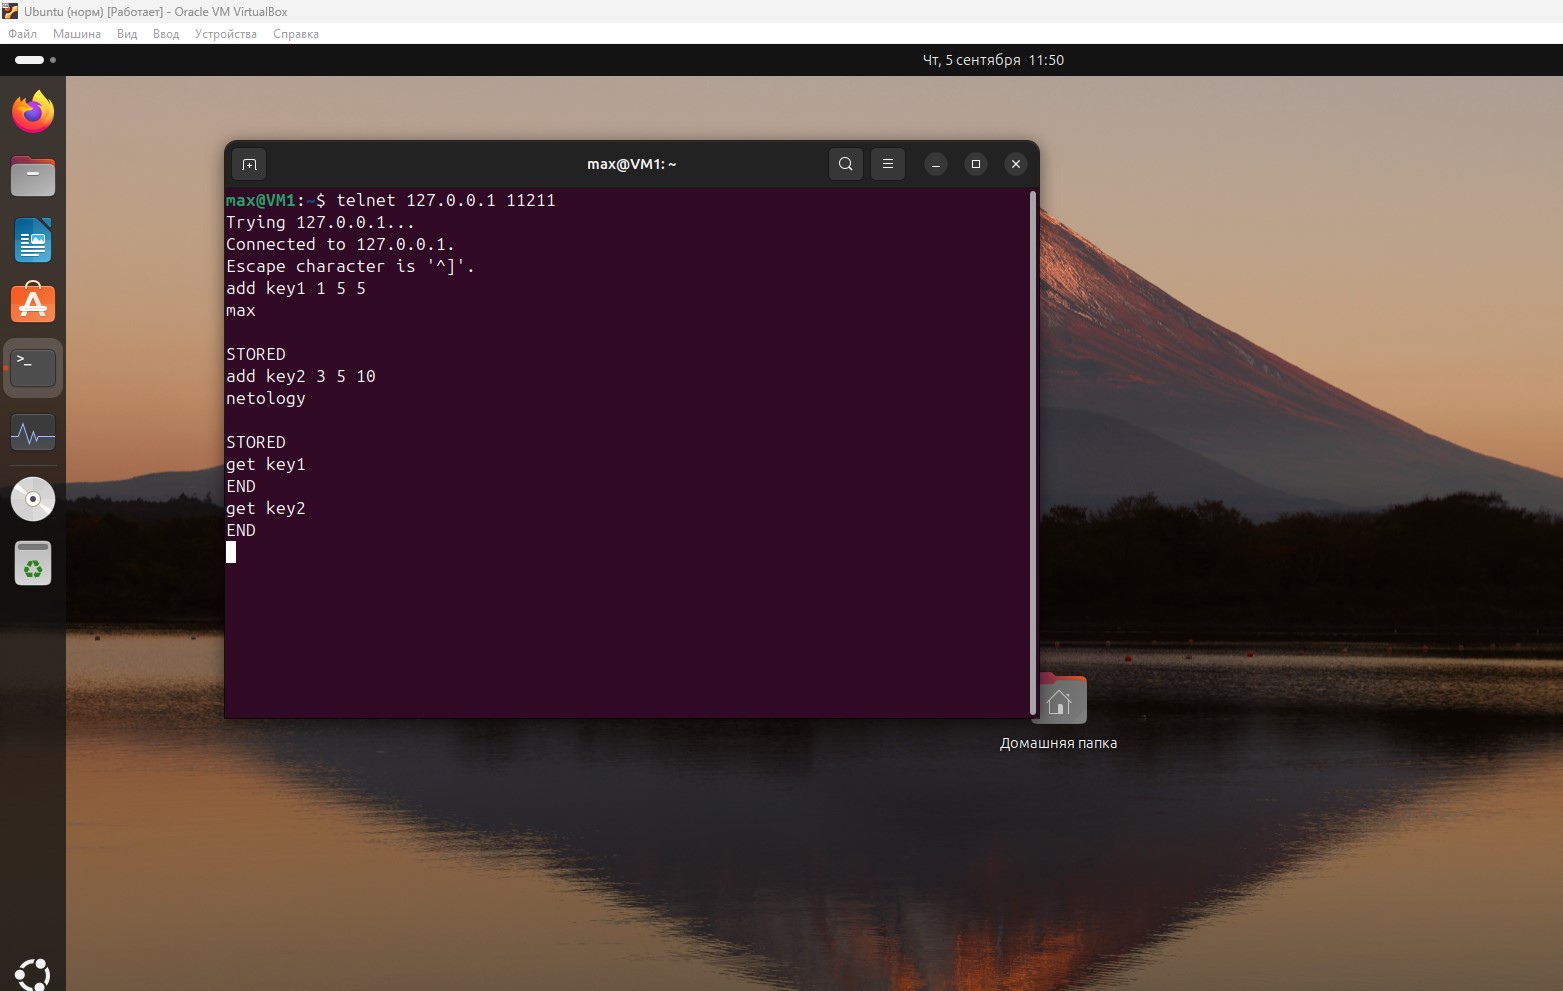 Ubuntu (норм) [Работает] - Oracle VM VirtualBox
Файл Машина Вид Ввод Устройства Справка
Чт, 5 сентября 11:50
max@VM1: ~
max@VM1:~$ telnet 127.0.0.1 11211
Trying 127.0.0.1...
Connected to 127.0.0.1.
Escape character is '^]'.
add key1 1 5 5
max
STORED
add key2 3 5 10
netology
STORED
get key1
END
get key2
END
Домашняя папка